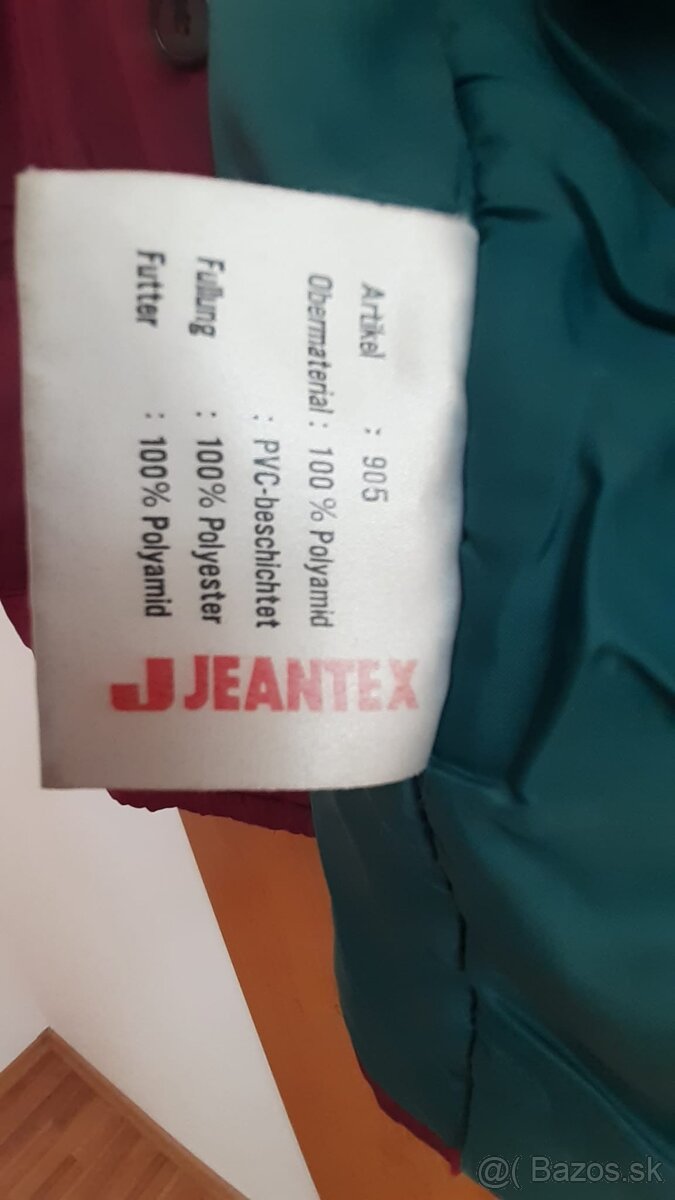 Artikel : 905
Obermaterial : 100 % Polyamid
: PVC-beschichtet
Füllung : 100% Polyester
Futter : 100% Polyamid
J JEANTEX
@( Bazos.sk